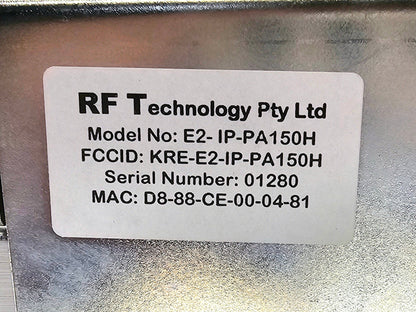 RF Technology Pty Ltd
Model No: E2- IP-PA150H
FCCID: KRE-E2-IP-PA150H
Serial Number: 01280
MAC: D8-88-CE-00-04-81